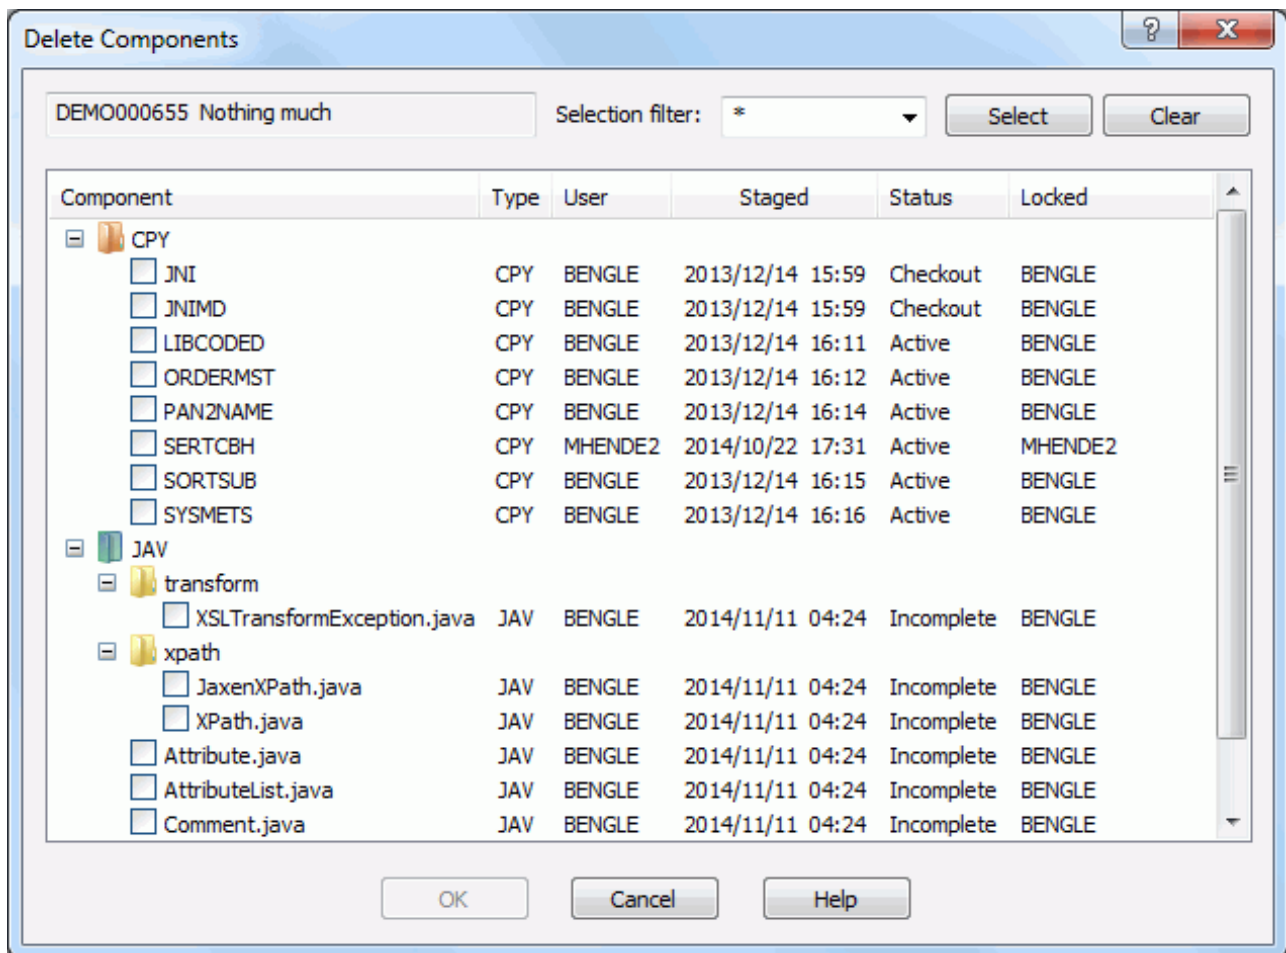 Delete Components
DEMO000655 Nothing much Selection filter: * Select Clear
Component Type User Staged Status Locked
CPY
JNI CPY BENGLE 2013/12/14 15:59 Checkout BENGLE
JNIMD CPY BENGLE 2013/12/14 15:59 Checkout BENGLE
LIBCODED CPY BENGLE 2013/12/14 16:11 Active BENGLE
ORDERMST CPY BENGLE 2013/12/14 16:12 Active BENGLE
PAN2NAME CPY BENGLE 2013/12/14 16:14 Active BENGLE
SERTCBH CPY MHENDE2 2014/10/22 17:31 Active MHENDE2
SORTSUB CPY BENGLE 2013/12/14 16:15 Active BENGLE
SYSMETS CPY BENGLE 2013/12/14 16:16 Active BENGLE
JAV
transform
XSLTransformException.java JAV BENGLE 2014/11/11 04:24 Incomplete BENGLE
xpath
JaxenXPath.java JAV BENGLE 2014/11/11 04:24 Incomplete BENGLE
XPath.java JAV BENGLE 2014/11/11 04:24 Incomplete BENGLE
Attribute.java JAV BENGLE 2014/11/11 04:24 Incomplete BENGLE
AttributeList.java JAV BENGLE 2014/11/11 04:24 Incomplete BENGLE
Comment.java JAV BENGLE 2014/11/11 04:24 Incomplete BENGLE
OK Cancel Help